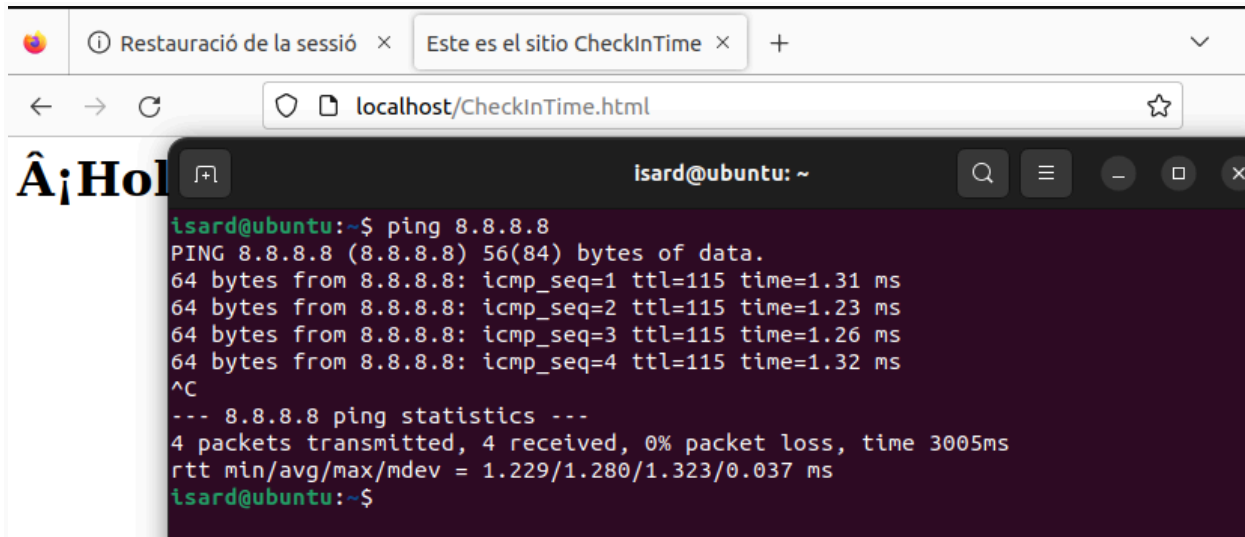 Restauració de la sessió
Este es el sitio CheckInTime
localhost/CheckInTime.html
Â¡Hol
isard@ubuntu: ~
isard@ubuntu:~$ ping 8.8.8.8
PING 8.8.8.8 (8.8.8.8) 56(84) bytes of data.
64 bytes from 8.8.8.8: icmp_seq=1 ttl=115 time=1.31 ms
64 bytes from 8.8.8.8: icmp_seq=2 ttl=115 time=1.23 ms
64 bytes from 8.8.8.8: icmp_seq=3 ttl=115 time=1.26 ms
64 bytes from 8.8.8.8: icmp_seq=4 ttl=115 time=1.32 ms
^C
--- 8.8.8.8 ping statistics ---
4 packets transmitted, 4 received, 0% packet loss, time 3005ms
rtt min/avg/max/mdev = 1.229/1.280/1.323/0.037 ms
isard@ubuntu:~$